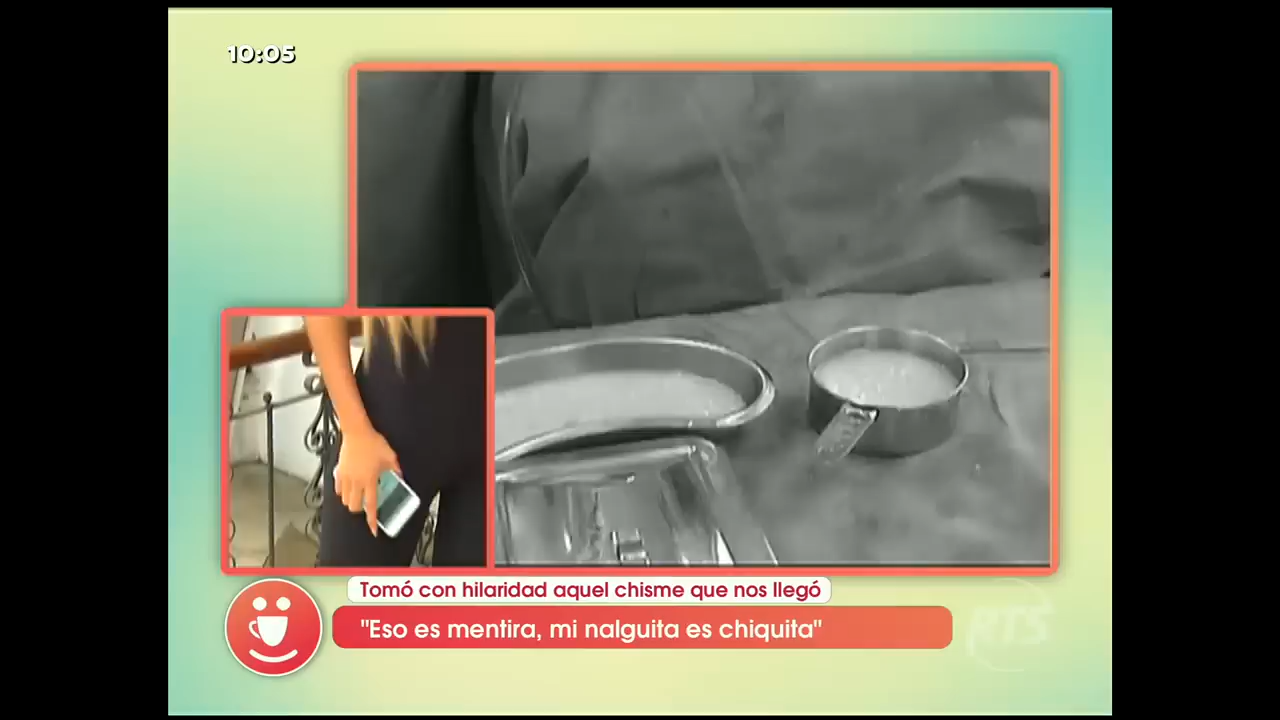 10:05
Tomó con hilaridad aquel chisme que nos llegó
"Eso es mentira, mi nalguita es chiquita"
RTS